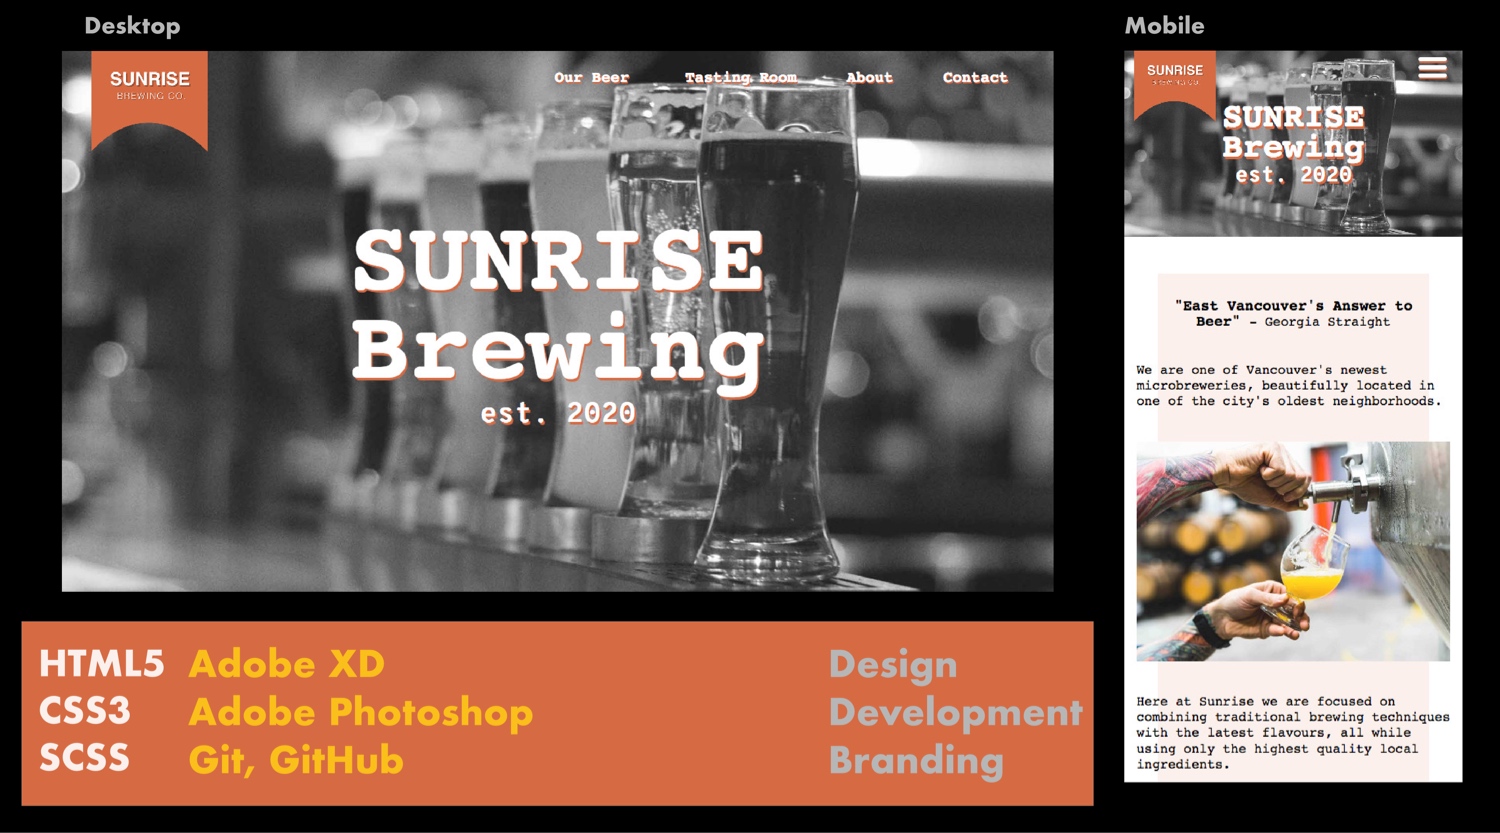 Desktop
SUNRISE
BREWING CO.
Our Beer Tasting Room About Contact
SUNRISE
Brewing
est. 2020
HTML5
CSS3
SCSS
Adobe XD
Adobe Photoshop
Git, GitHub
Design
Development
Branding
Mobile
SUNRISE
BREWING CO.
SUNRISE
Brewing
est. 2020
"East Vancouver's Answer to
Beer" - Georgia Straight
We are one of Vancouver's newest
microbreweries, beautifully located in
one of the city's oldest neighborhoods.
Here at Sunrise we are focused on
combining traditional brewing techniques
with the latest flavours, all while
using only the highest quality local
ingredients.